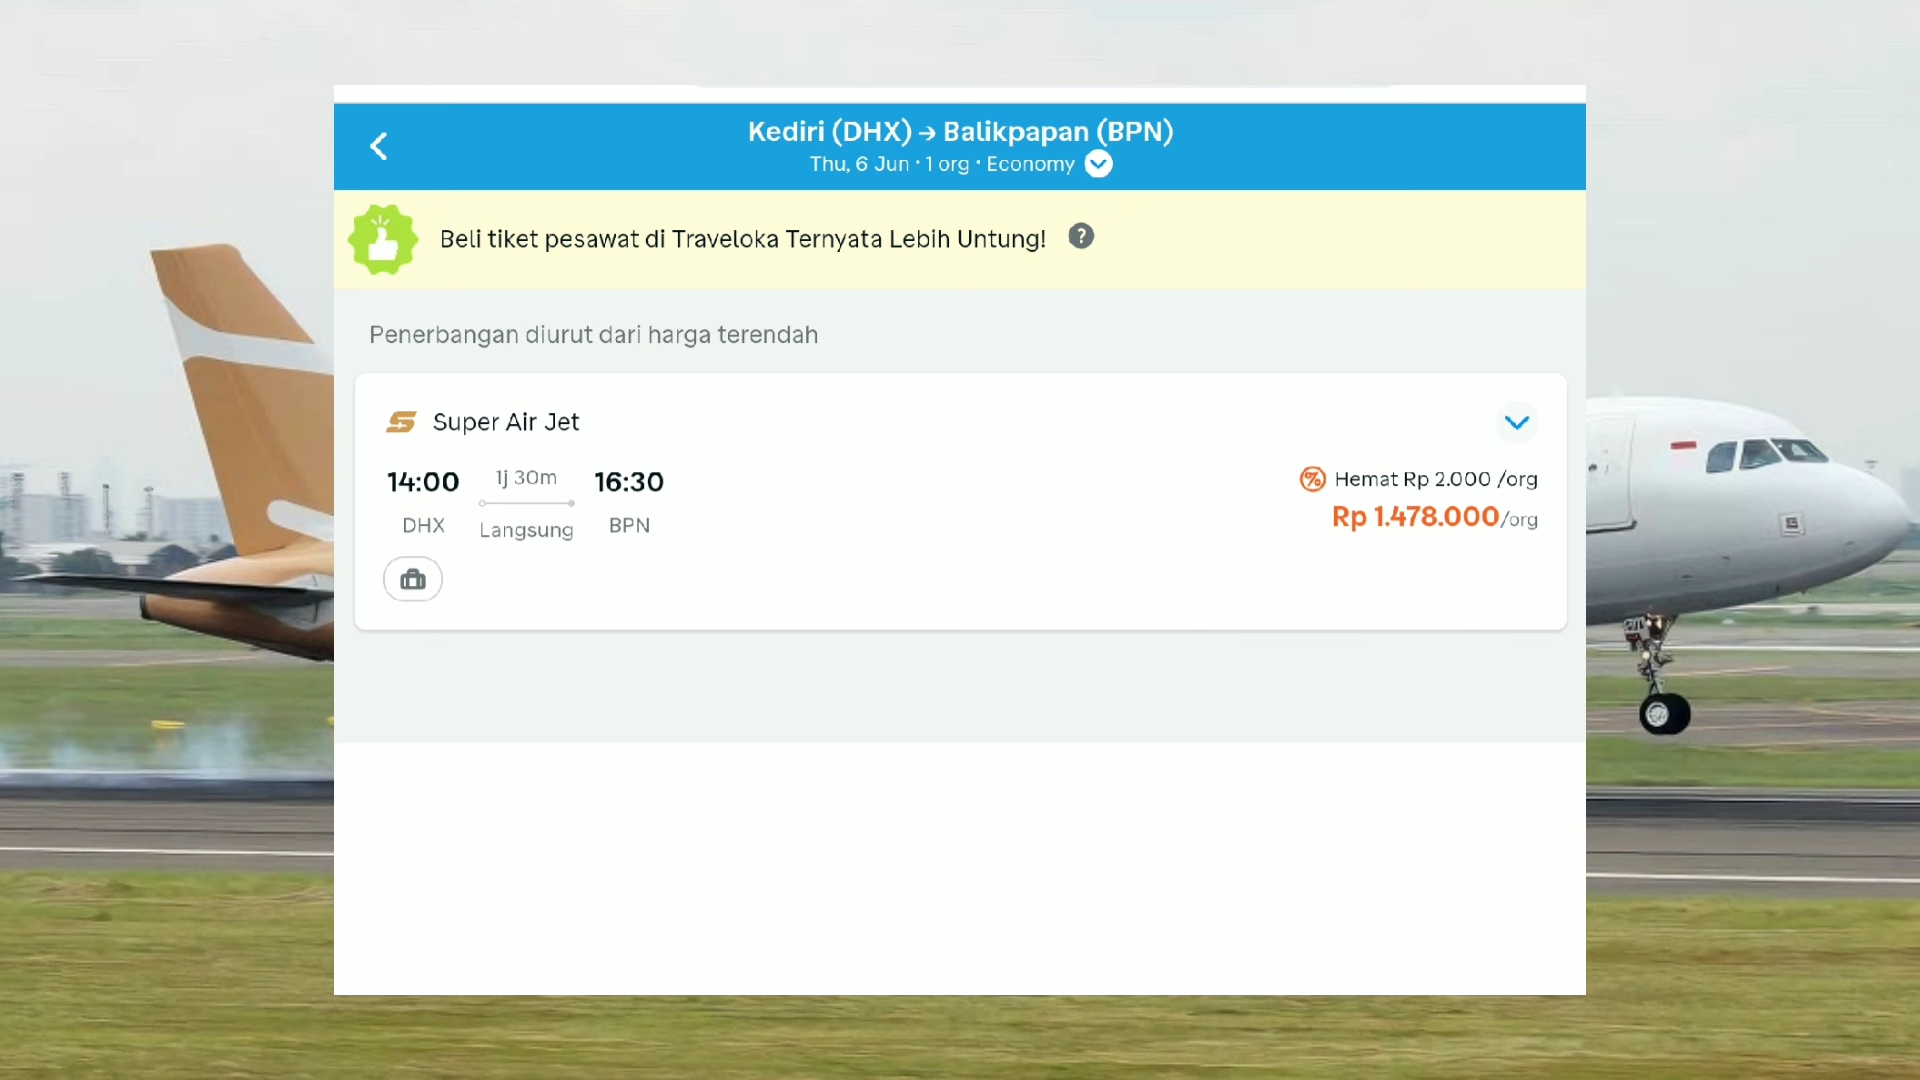 Kediri (DHX) → Balikpapan (BPN)
Thu, 6 Jun • 1 org • Economy
Beli tiket pesawat di Traveloka Ternyata Lebih Untung! ?
Penerbangan diurut dari harga terendah
Super Air Jet
14:00 1j 30m 16:30
DHX Langsung BPN
% Hemat Rp 2.000 /org
Rp 1.478.000/org